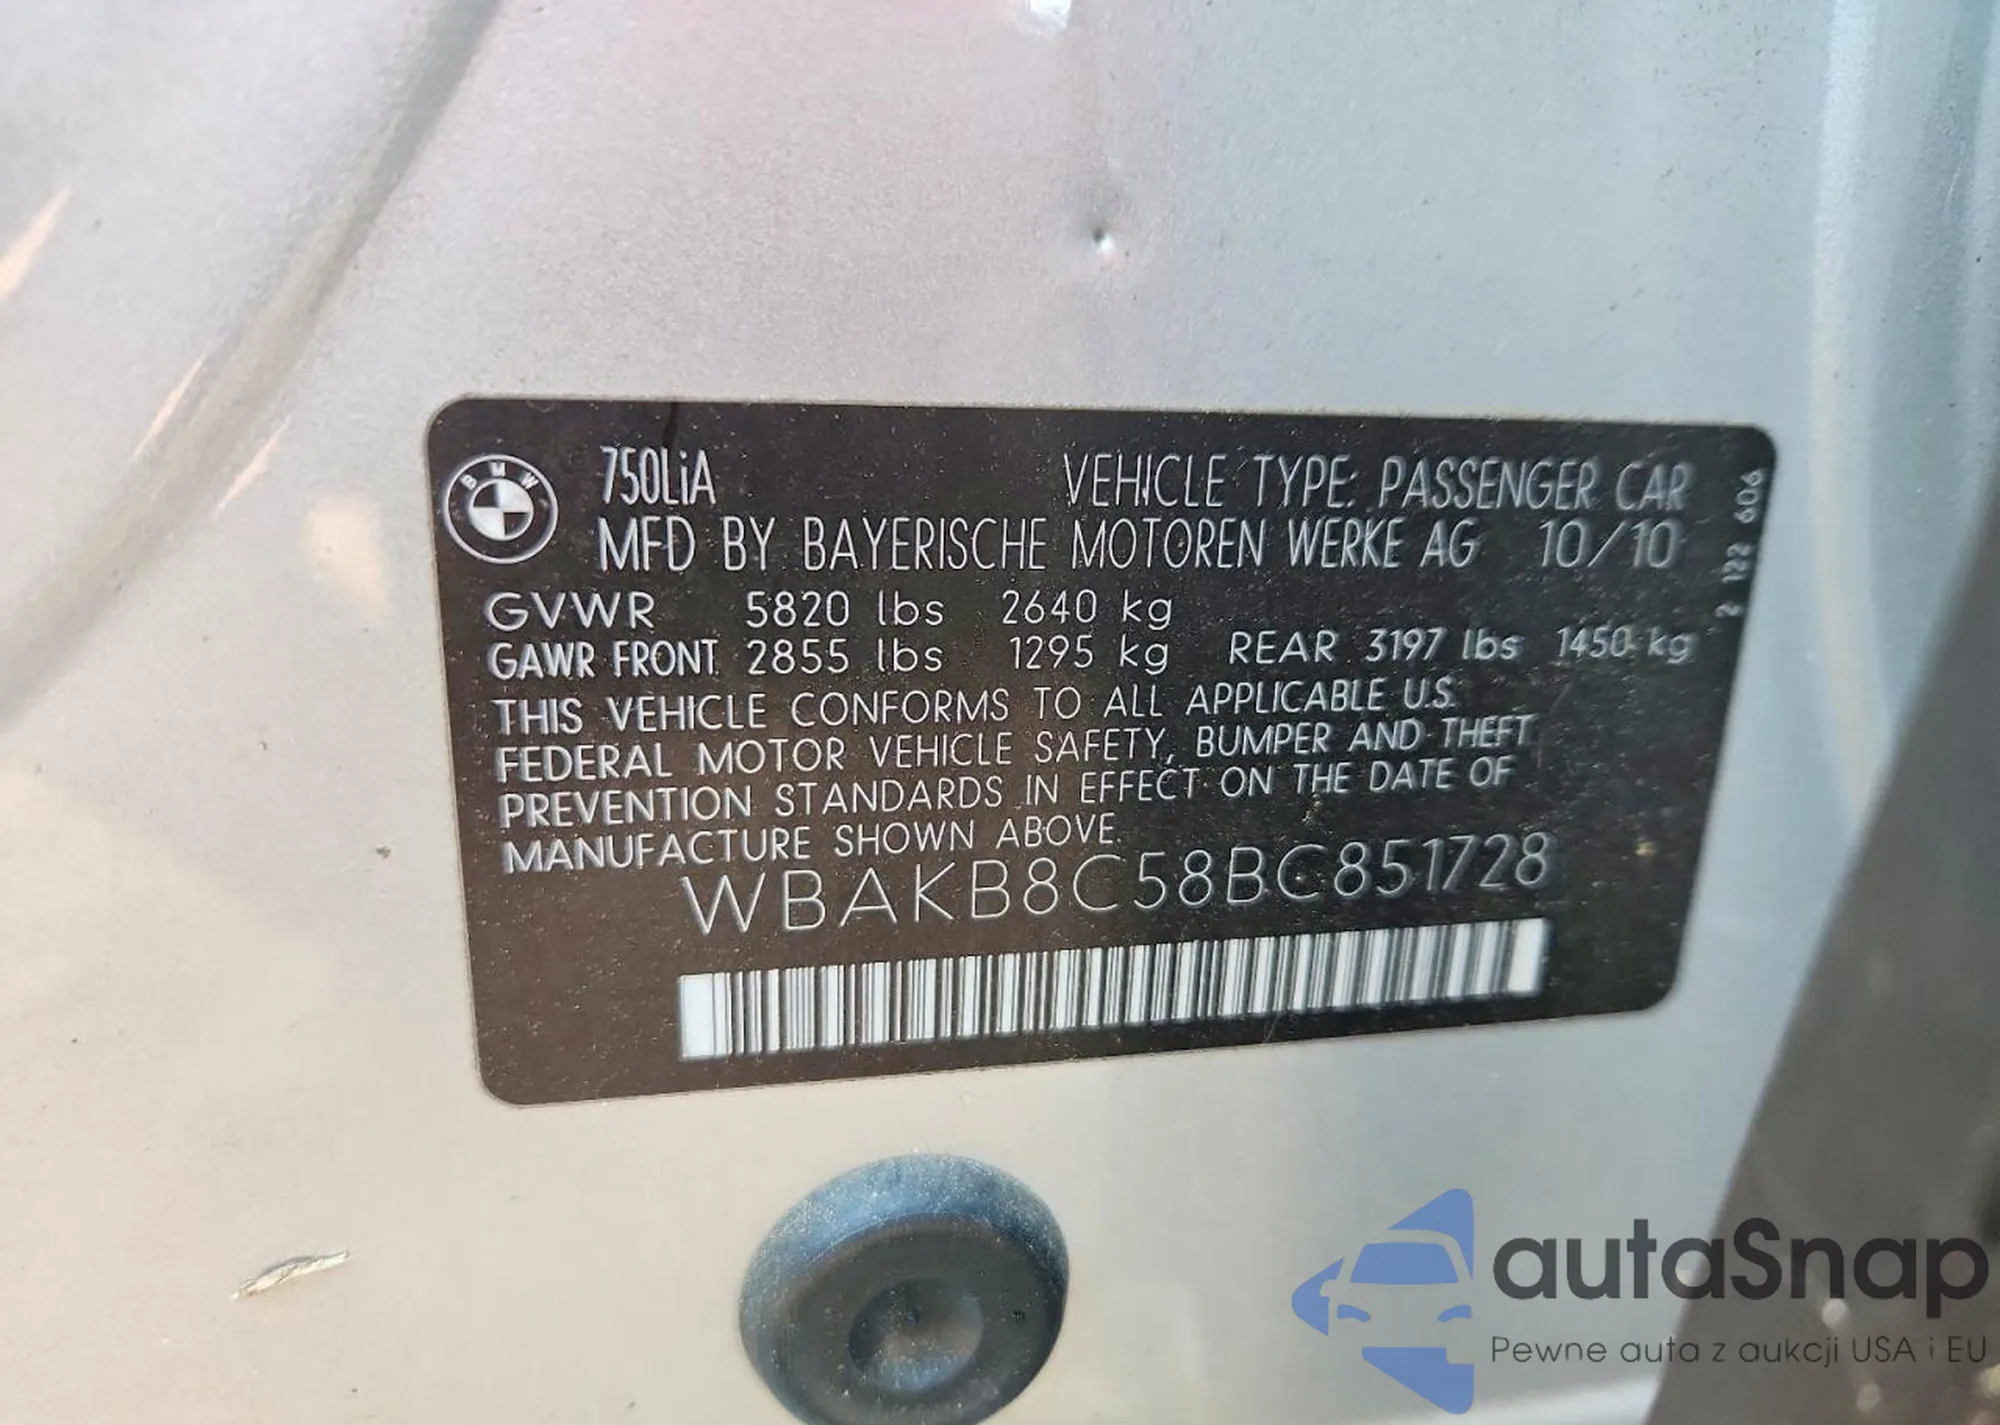 BMW
750LiA VEHICLE TYPE: PASSENGER CAR
MFD BY BAYERISCHE MOTOREN WERKE AG 10/10
GVWR 5820 lbs 2640 kg
GAWR FRONT 2855 lbs 1295 kg REAR 3197 lbs 1450 kg
THIS VEHICLE CONFORMS TO ALL APPLICABLE U.S.
FEDERAL MOTOR VEHICLE SAFETY, BUMPER AND THEFT
PREVENTION STANDARDS IN EFFECT ON THE DATE OF
MANUFACTURE SHOWN ABOVE.
WBAKB8C58BC851728
2 122 606
autaSnap
Pewne auta z aukcji USA i EU